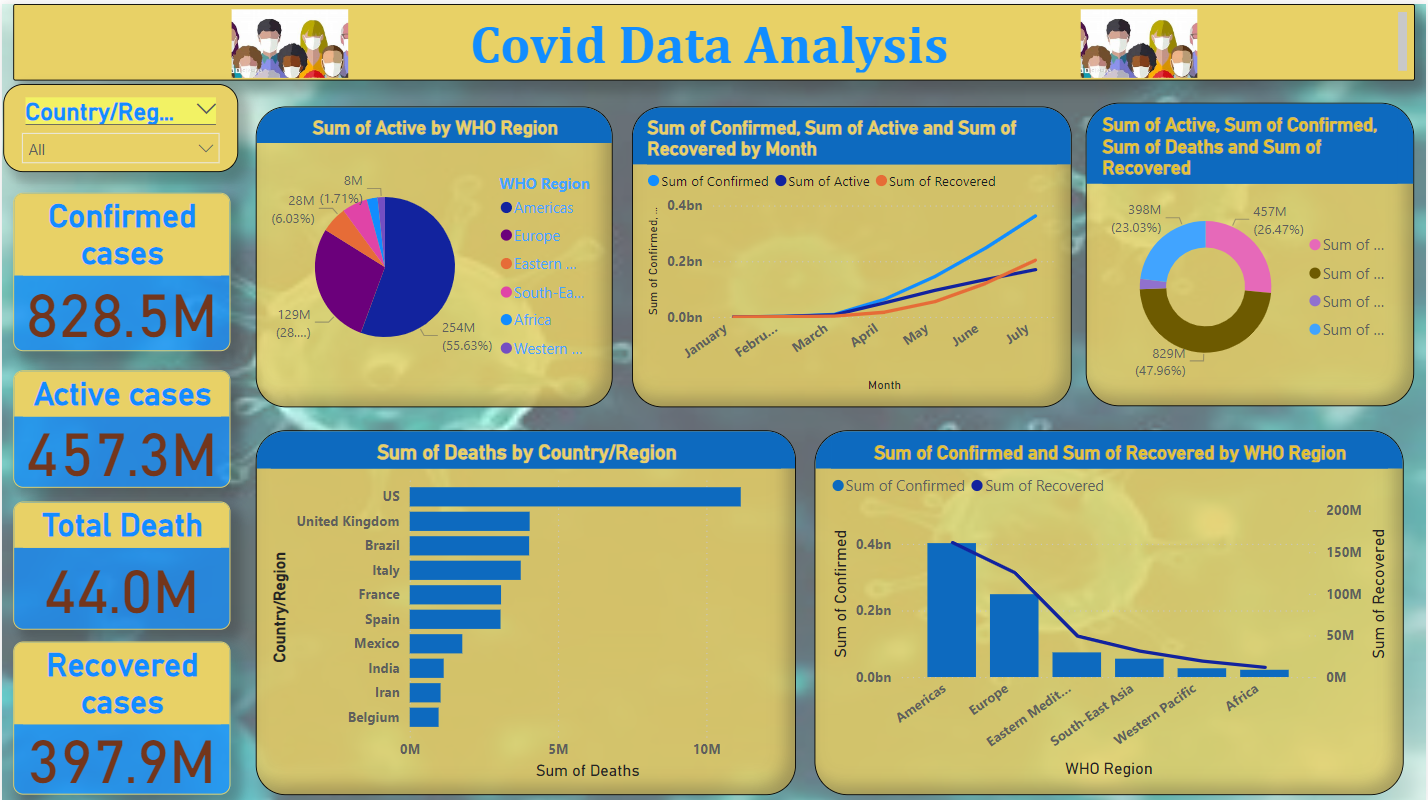 Covid Data Analysis
Country/Reg...
All
Confirmed
cases
828.5M
Active cases
457.3M
Total Death
44.0M
Recovered
cases
397.9M
Sum of Active by WHO Region
8M
(1.71%)
28M
(6.03%)
129M
(28....)
254M
(55.63%)
WHO Region
Americas
Europe
Eastern ...
South-Ea...
Africa
Western ...
Sum of Confirmed, Sum of Active and Sum of
Recovered by Month
Sum of Confirmed Sum of Active Sum of Recovered
Sum of Confirmed, ...
0.4bn
0.2bn
0.0bn
January
Febru...
March
April
May
June
July
Month
Sum of Active, Sum of Confirmed,
Sum of Deaths and Sum of
Recovered
398M
(23.03%)
457M
(26.47%)
829M
(47.96%)
Sum of ...
Sum of ...
Sum of ...
Sum of ...
Sum of Deaths by Country/Region
Country/Region
US
United Kingdom
Brazil
Italy
France
Spain
Mexico
India
Iran
Belgium
0M 5M 10M
Sum of Deaths
Sum of Confirmed and Sum of Recovered by WHO Region
Sum of Confirmed Sum of Recovered
Sum of Confirmed
0.4bn
0.2bn
0.0bn
200M
150M
100M
50M
0M
Sum of Recovered
Americas
Europe
Eastern Medit...
South-East Asia
Western Pacific
Africa
WHO Region